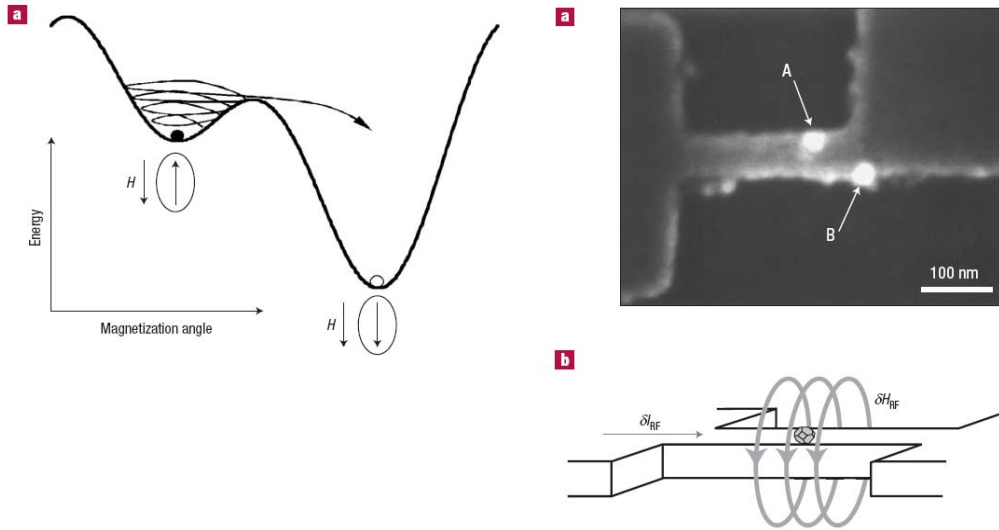 a
H
Energy
H
Magnetization angle
a
A
B
100 nm
b
δI_RF
δH_RF